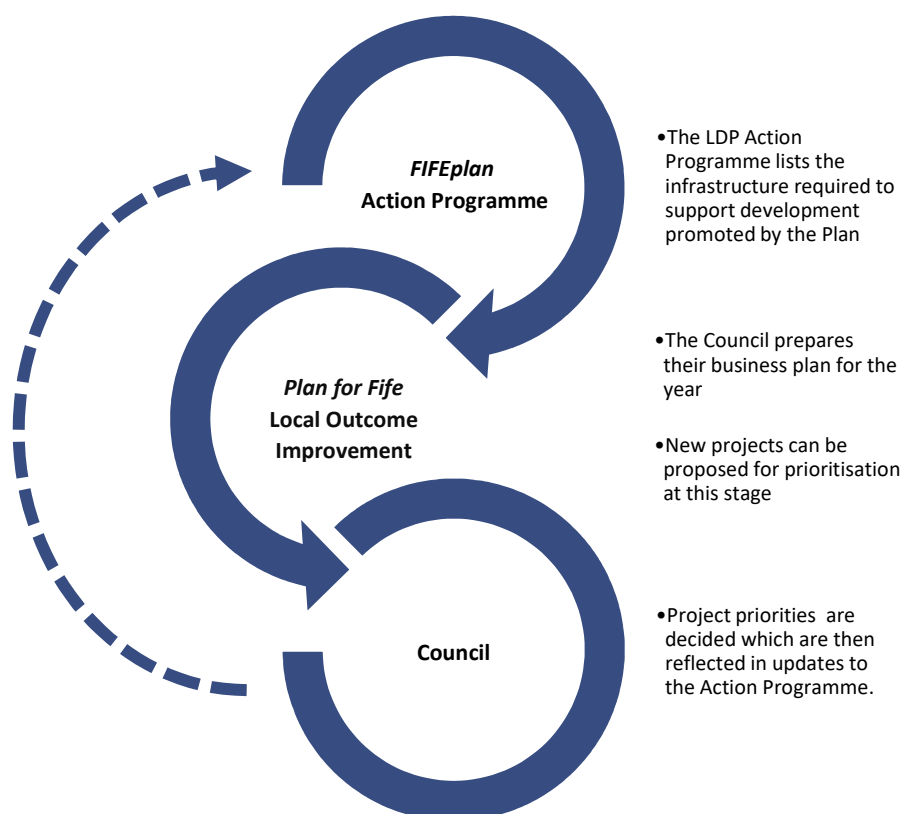 FIFEplan
Action Programme
•The LDP Action
Programme lists the
infrastructure required to
support development
promoted by the Plan
Plan for Fife
Local Outcome
Improvement
•The Council prepares
their business plan for the
year
•New projects can be
proposed for prioritisation
at this stage
Council
•Project priorities are
decided which are then
reflected in updates to
the Action Programme.